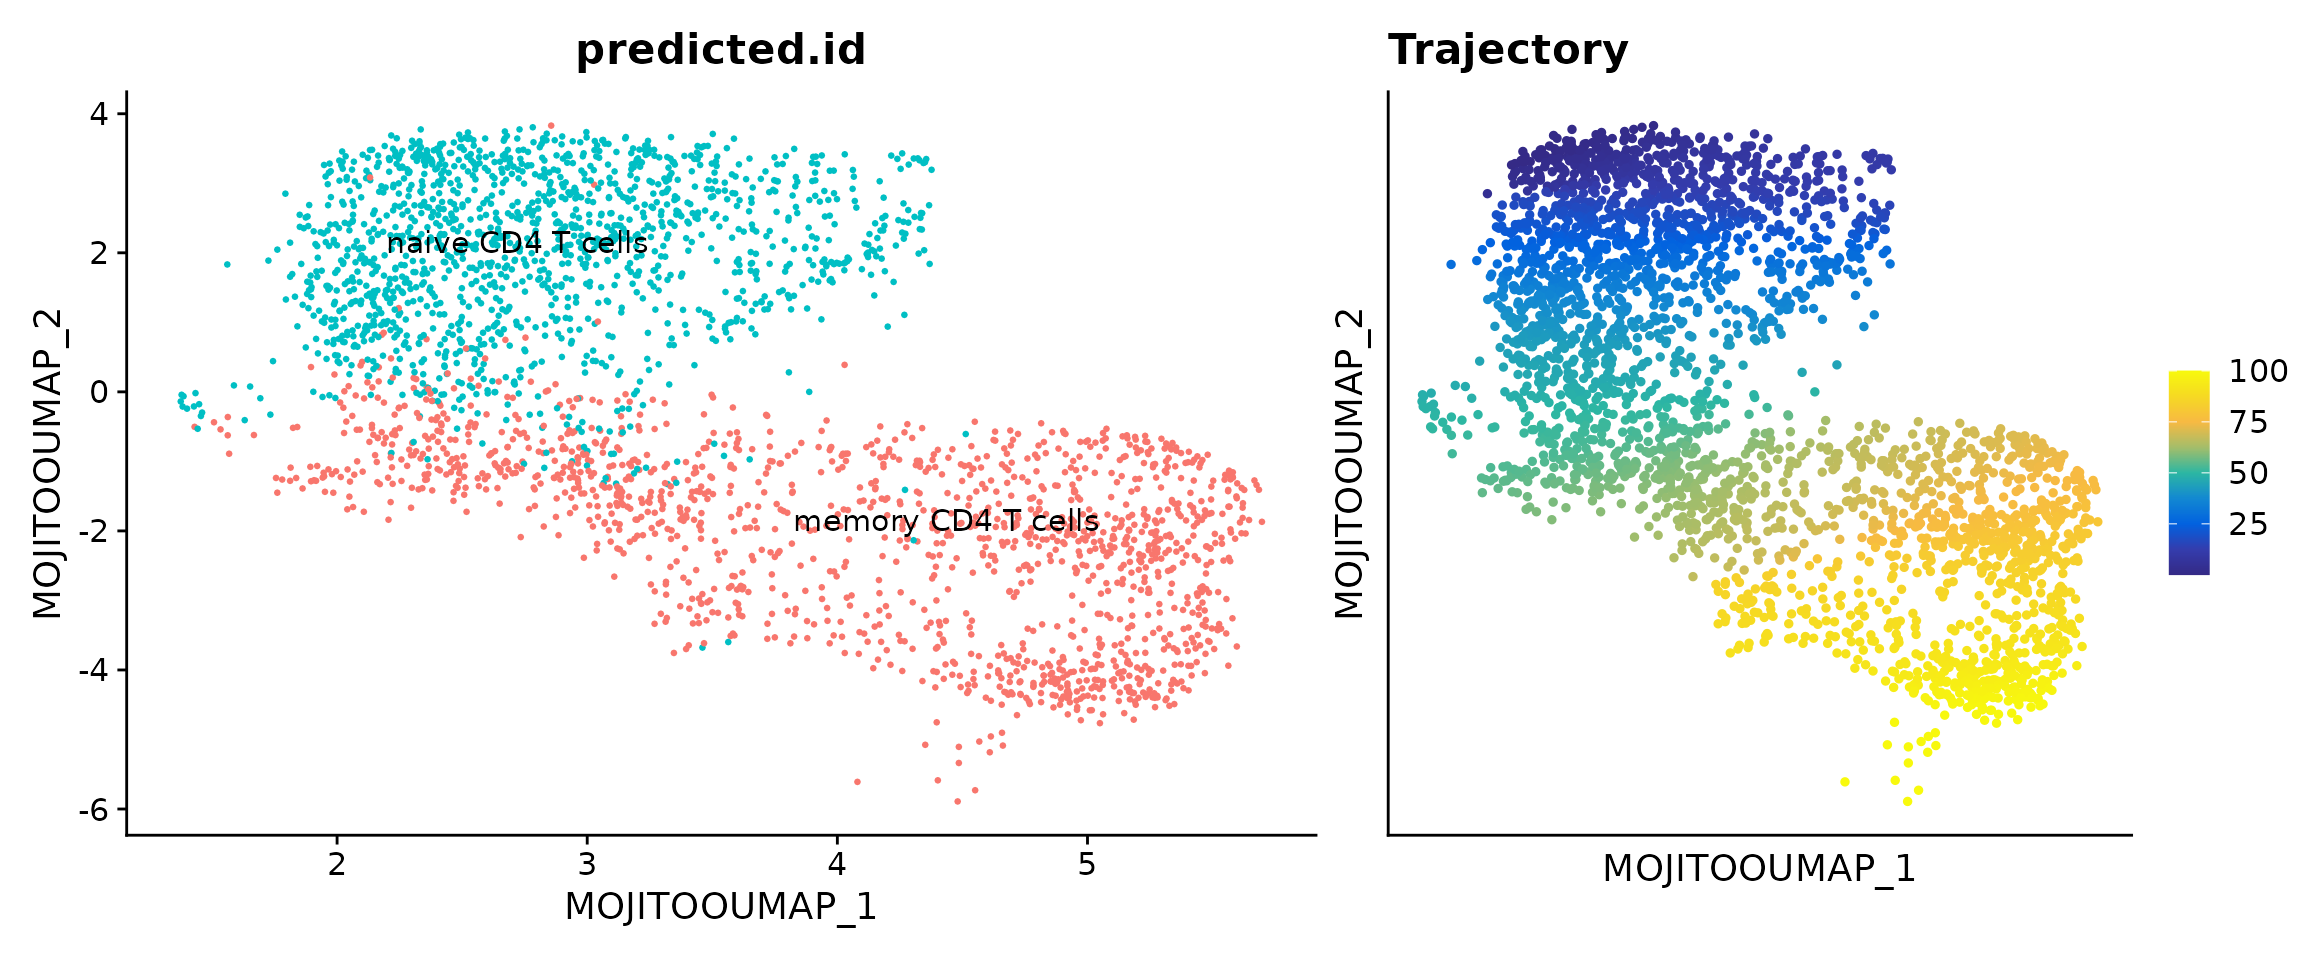 predicted.id
4
2
0
-2
-4
-6
MOJITOOUMAP_2
naive CD4 T cells
memory CD4 T cells
2 3 4 5
MOJITOOUMAP_1
Trajectory
MOJITOOUMAP_2
MOJITOOUMAP_1
100
75
50
25